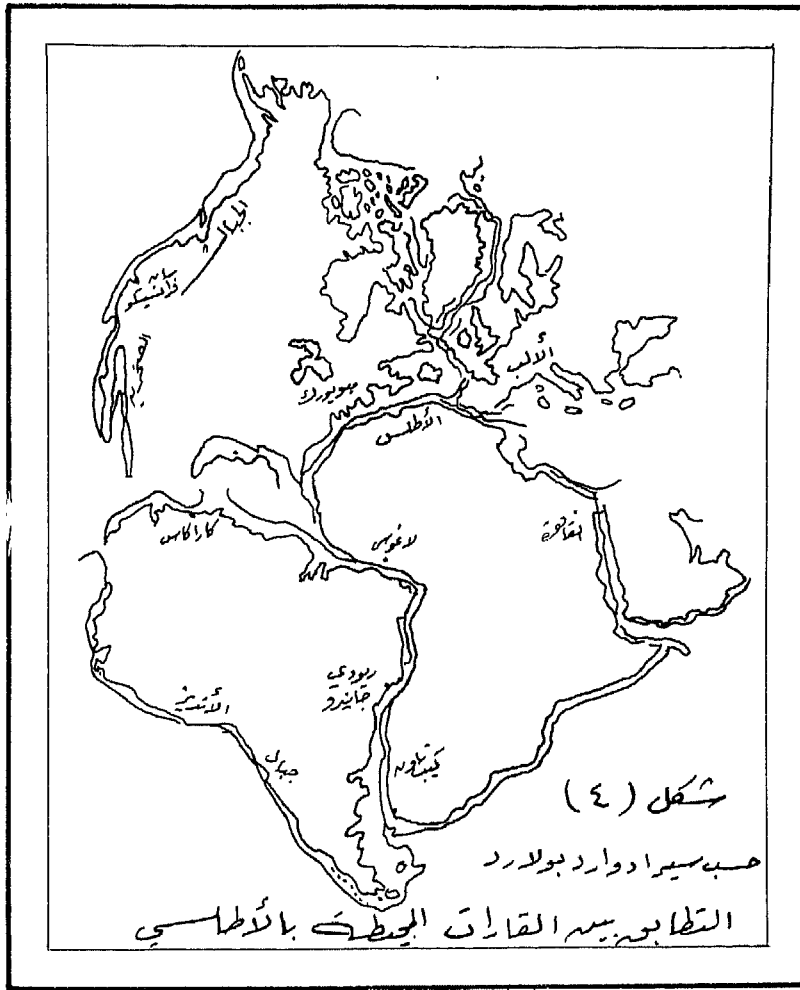 الجبال
سان
فرانسيسكو
الصخرية
نيويورك
الألب
الأطلس
القاهرة
كاراكاس
لاغوس
ريودي
جانيرو
الأنديز
جبال
كيبتاون
شكل (٤)
حسب سير ادوارد بولارد
التطابق بين القارات المحيطة بالأطلسي